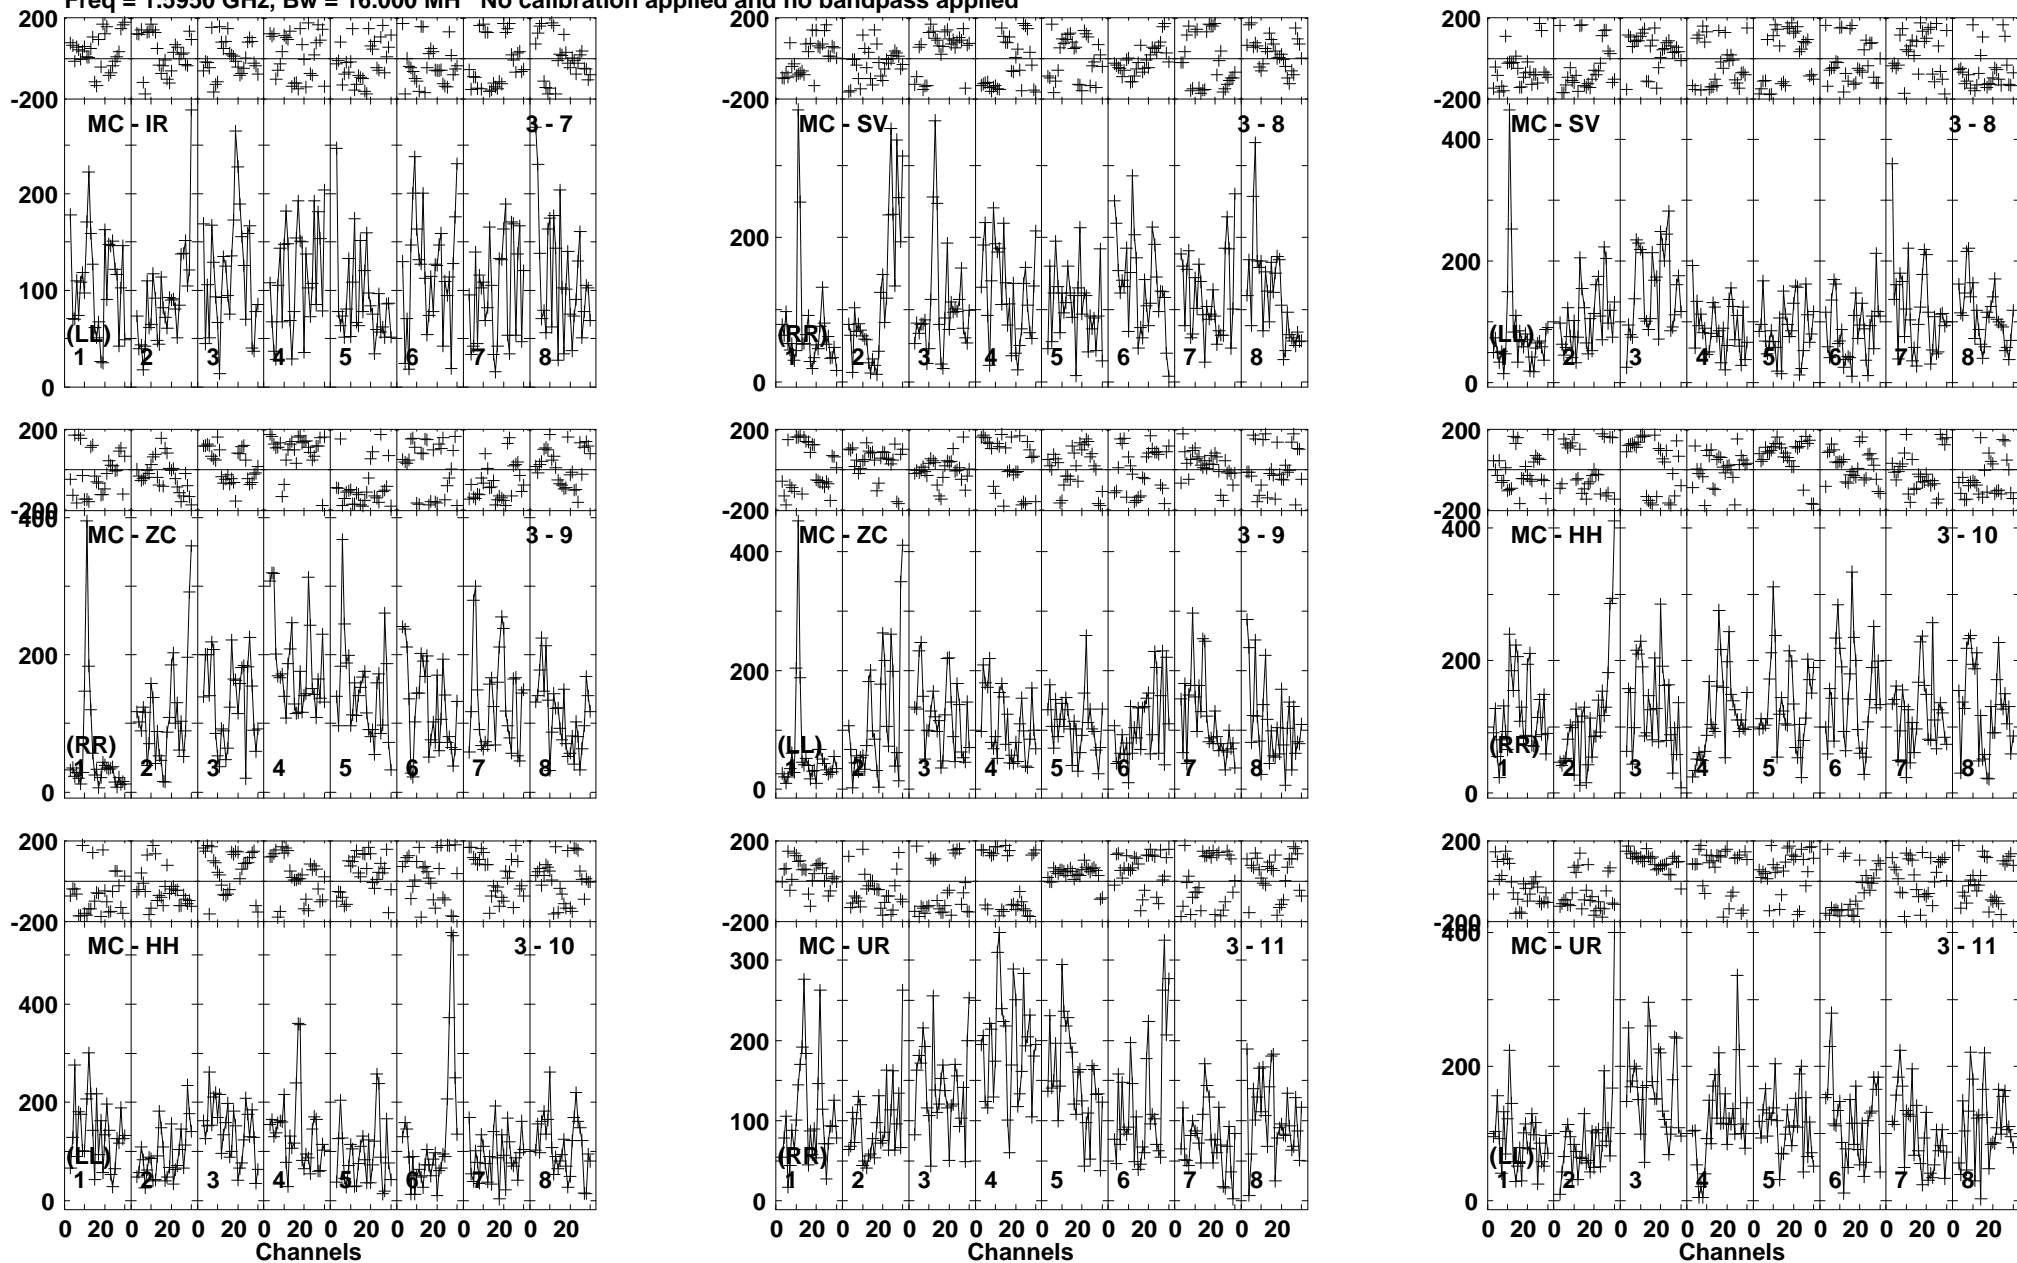 Freq = 1.5950 GHz, Bw = 16.000 MH No calibration applied and no bandpass applied
200 200 200
-200 -200 -200
MC - IR 3 - 7 MC - SV 3 - 8 MC - SV 3 - 8
400
200 200 200
100
(LL) (RR) (LL)
1 2 3 4 5 6 7 8 1 2 3 4 5 6 7 8 1 2 3 4 5 6 7 8
0 0 0
200 200 200
-200 -200 -200
400 400 400
MC - ZC 3 - 9 MC - ZC 3 - 9 MC - HH 3 - 10
200 200 200
(RR) (LL) (RR)
1 2 3 4 5 6 7 8 1 2 3 4 5 6 7 8 1 2 3 4 5 6 7 8
0 0 0
200 200 200
-200 -200 -200
MC - HH 3 - 10 MC - UR 3 - 11 MC - UR 3 - 11
400 300 400
200 200 200
100
(LL) (RR) (LL)
1 2 3 4 5 6 7 8 1 2 3 4 5 6 7 8 1 2 3 4 5 6 7 8
0 0 0
0 20 0 20 0 20 0 20 0 20 0 20 0 20 0 20 0 20 0 20 0 20 0 20 0 20 0 20 0 20 0 20 0 20 0 20 0 20 0 20 0 20 0 20 0 20 0 20
Channels Channels